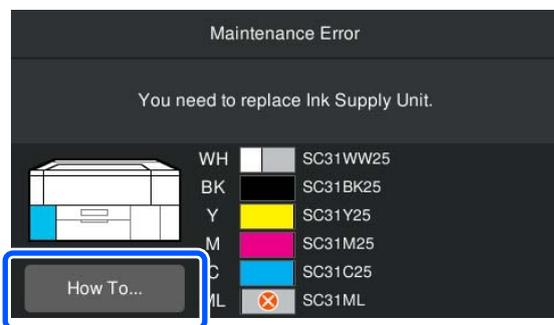 Maintenance Error
You need to replace Ink Supply Unit.
WH SC31WW25
BK SC31BK25
Y SC31Y25
M SC31M25
C SC31C25
ML SC31ML
How To...